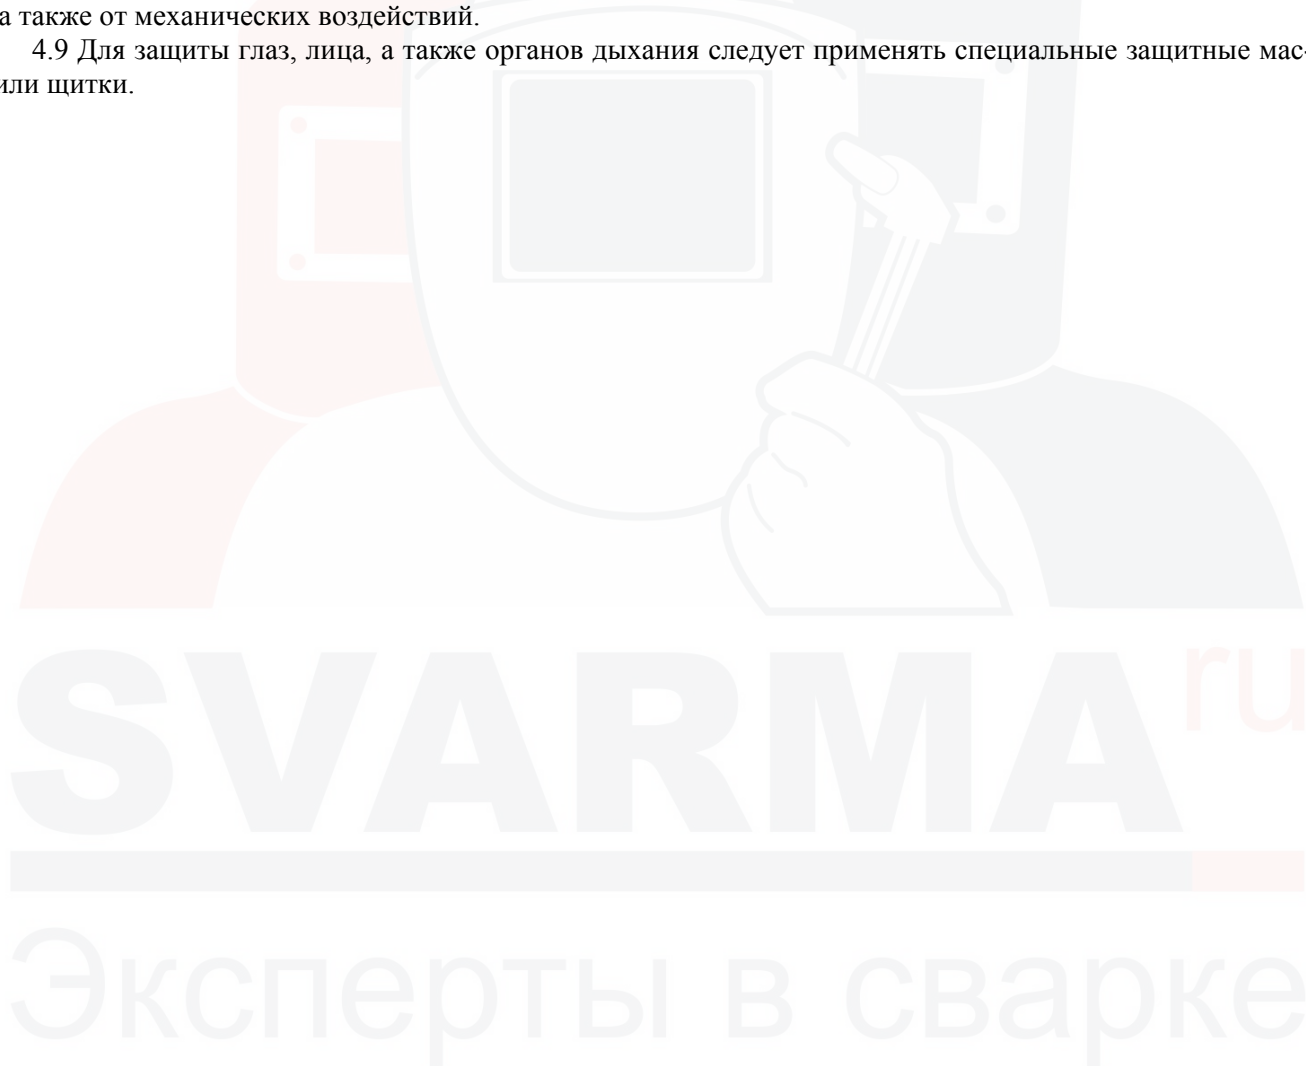 а также от механических воздействий.
4.9 Для защиты глаз, лица, а также органов дыхания следует применять специальные защитные мас-
или щитки.
SVARMA ru
Эксперты в сварке